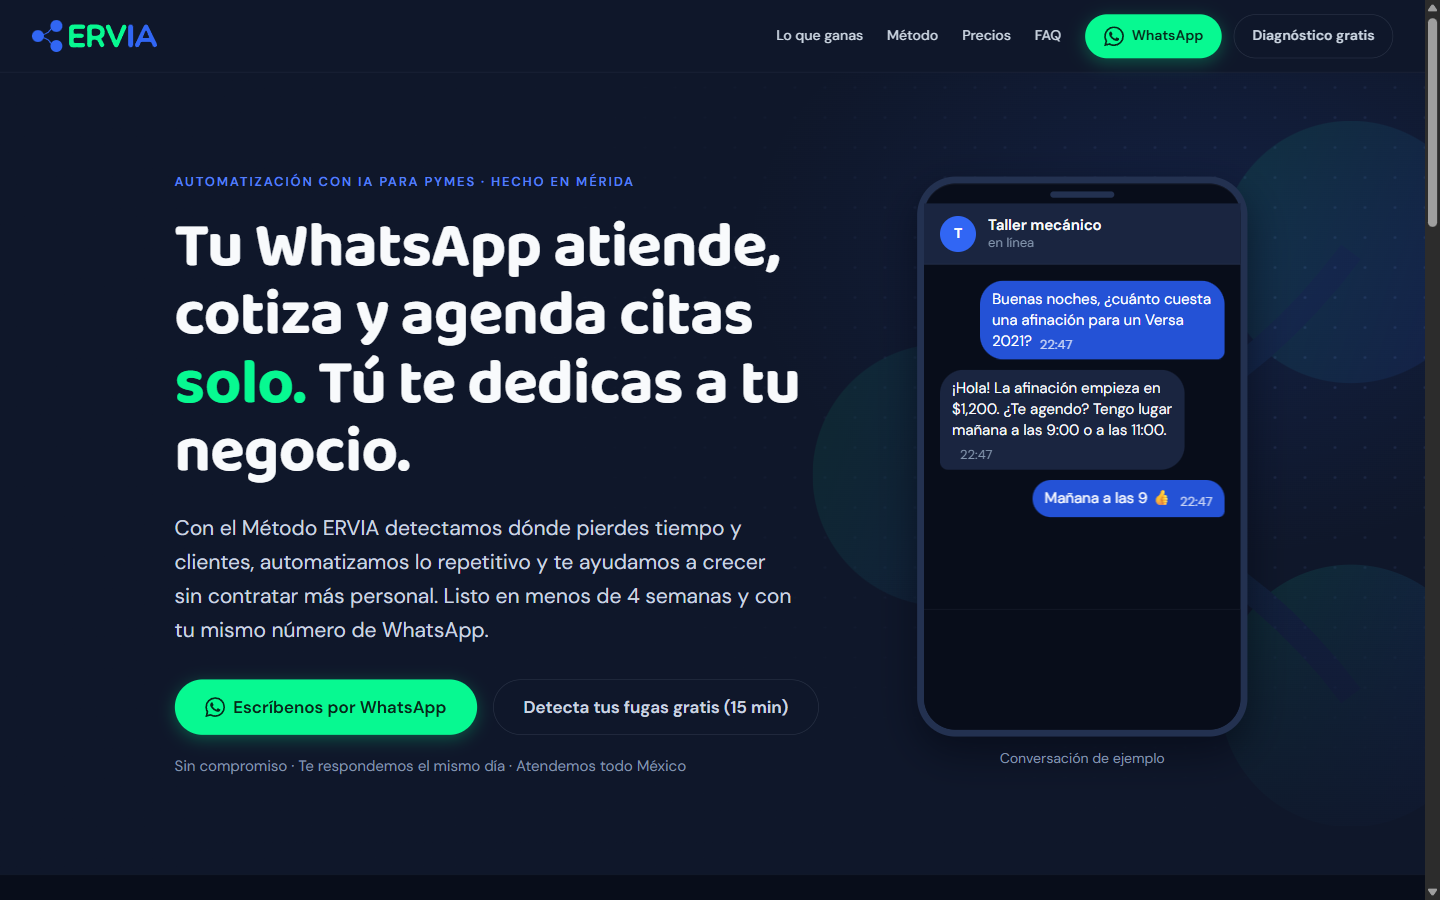 ERVIA
Lo que ganas
Método
Precios
FAQ
WhatsApp
Diagnóstico gratis
AUTOMATIZACIÓN CON IA PARA PYMES · HECHO EN MÉRIDA
Tu WhatsApp atiende,
cotiza y agenda citas
solo. Tú te dedicas a tu
negocio.
Con el Método ERVIA detectamos dónde pierdes tiempo y
clientes, automatizamos lo repetitivo y te ayudamos a crecer
sin contratar más personal. Listo en menos de 4 semanas y con
tu mismo número de WhatsApp.
Escríbenos por WhatsApp
Detecta tus fugas gratis (15 min)
Sin compromiso · Te respondemos el mismo día · Atendemos todo México
T
Taller mecánico
en línea
Buenas noches, ¿cuánto cuesta
una afinación para un Versa
2021? 22:47
¡Hola! La afinación empieza en
$1,200. ¿Te agendo? Tengo lugar
mañana a las 9:00 o a las 11:00.
22:47
Mañana a las 9 👍 22:47
Conversación de ejemplo